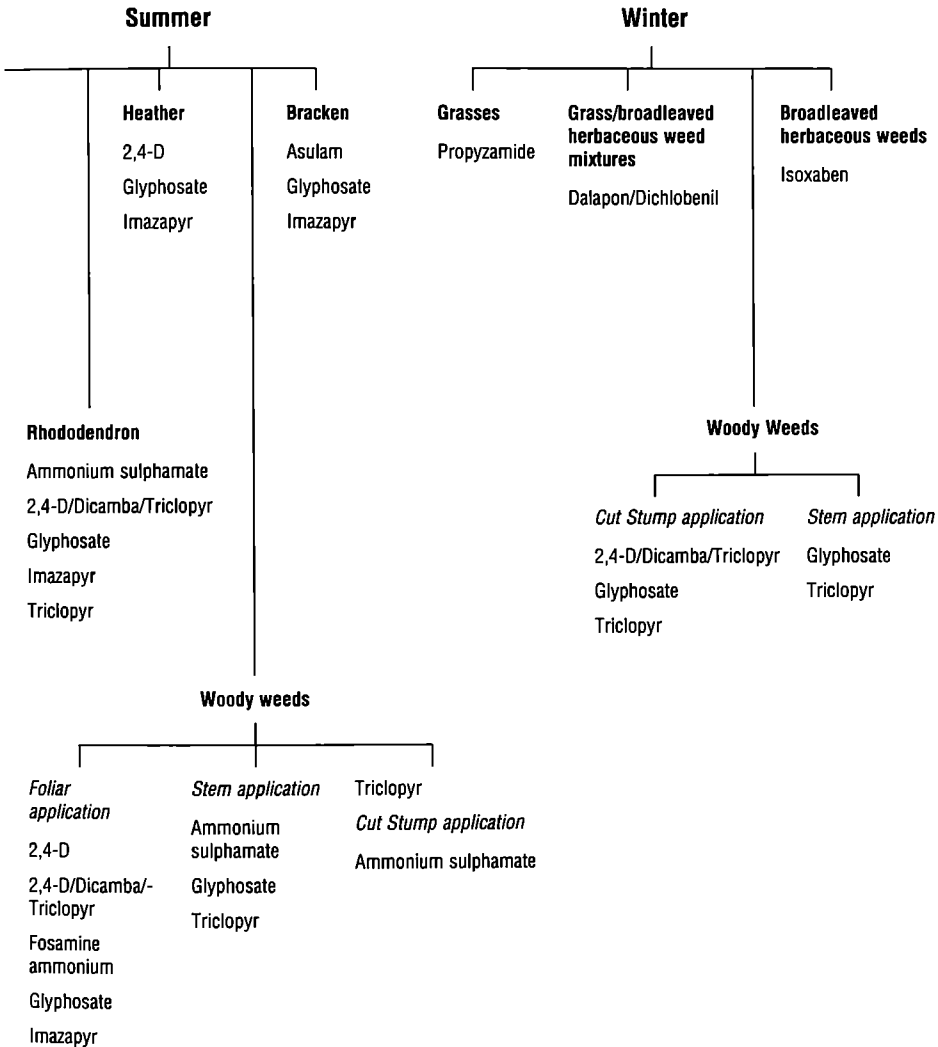 Summer
Heather
2,4-D
Glyphosate
Imazapyr
Bracken
Asulam
Glyphosate
Imazapyr
Rhododendron
Ammonium sulphamate
2,4-D/Dicamba/Triclopyr
Glyphosate
Imazapyr
Triclopyr
Woody weeds
Foliar
application
2,4-D
2,4-D/Dicamba/-
Triclopyr
Fosamine
ammonium
Glyphosate
Imazapyr
Stem application
Ammonium
sulphamate
Glyphosate
Triclopyr
Triclopyr
Cut Stump application
Ammonium sulphamate
Winter
Grasses
Propyzamide
Grass/broadleaved
herbaceous weed
mixtures
Dalapon/Dichlobenil
Broadleaved
herbaceous weeds
Isoxaben
Woody Weeds
Cut Stump application
2,4-D/Dicamba/Triclopyr
Glyphosate
Triclopyr
Stem application
Glyphosate
Triclopyr